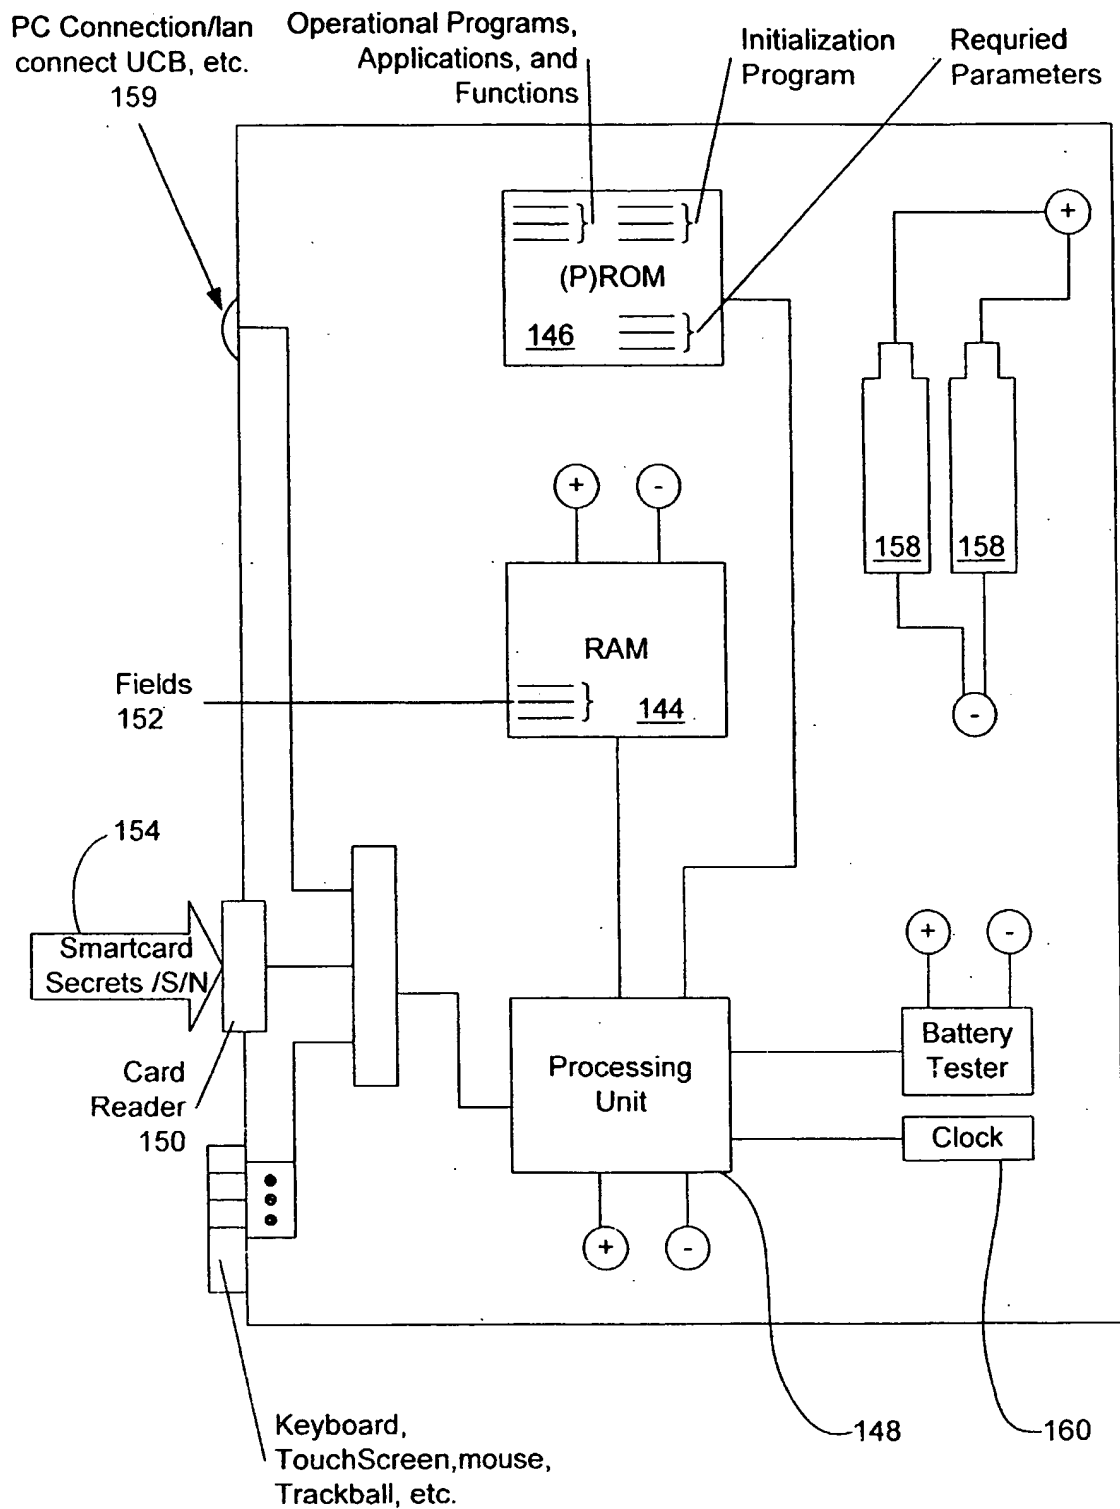 PC Connection/lan
connect UCB, etc.
159
Operational Programs,
Applications, and
Functions
Initialization
Program
Requried
Parameters
(P)ROM
146
+
+
-
158
158
RAM
144
Fields
152
-
154
Smartcard
Secrets /S/N
+
-
Processing
Unit
Battery
Tester
Card
Reader
150
Clock
+
-
148
160
Keyboard,
TouchScreen,mouse,
Trackball, etc.